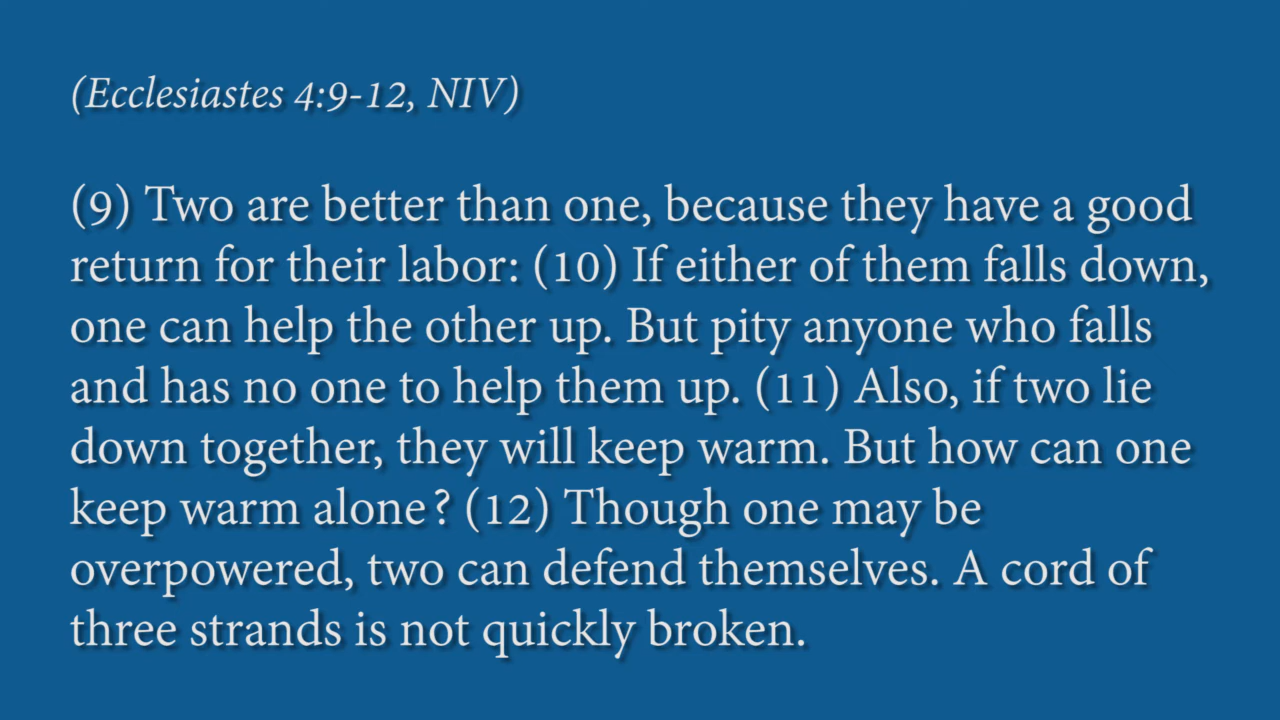 (Ecclesiastes 4:9-12, NIV)
(9) Two are better than one, because they have a good
return for their labor: (10) If either of them falls down,
one can help the other up. But pity anyone who falls
and has no one to help them up. (11) Also, if two lie
down together, they will keep warm. But how can one
keep warm alone? (12) Though one may be
overpowered, two can defend themselves. A cord of
three strands is not quickly broken.